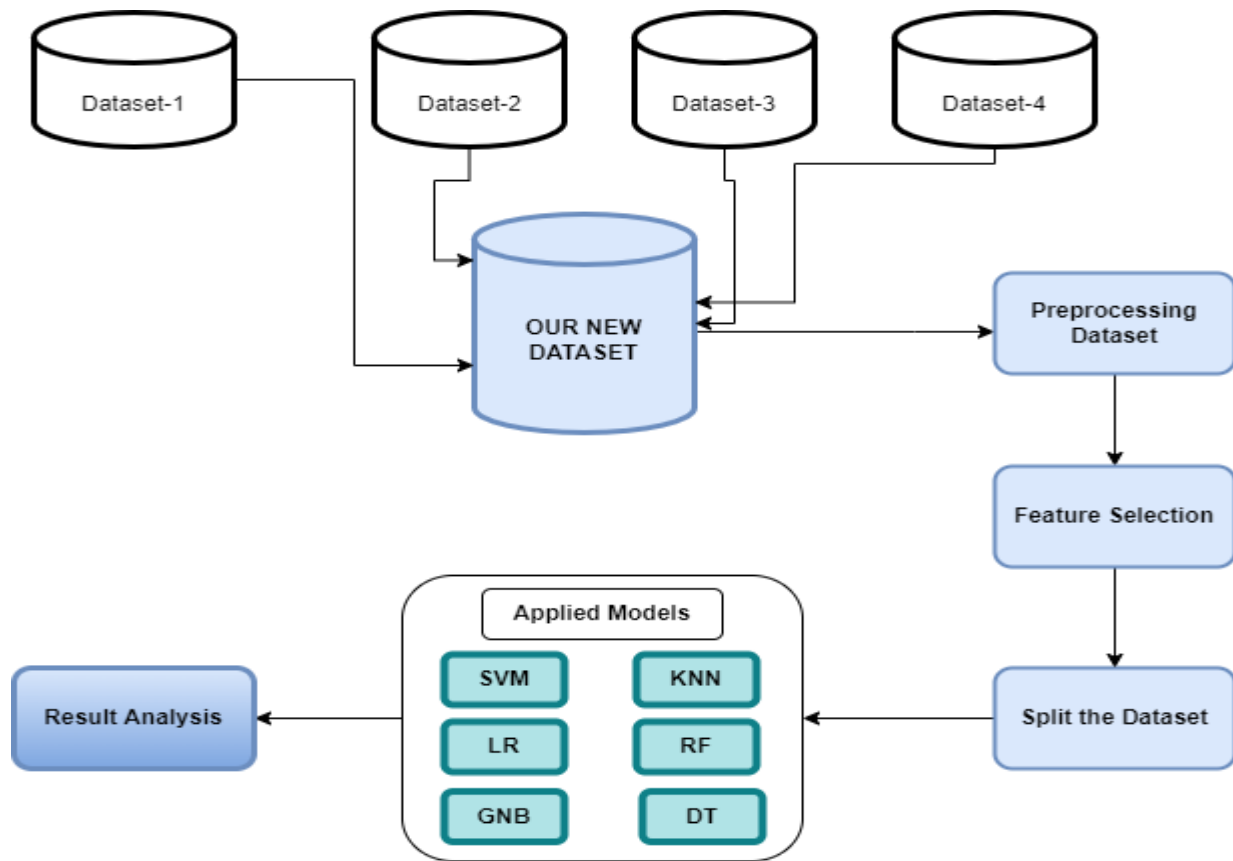 Dataset-1
Dataset-2
Dataset-3
Dataset-4
OUR NEW
DATASET
Preprocessing
Dataset
Feature Selection
Split the Dataset
Applied Models
SVM
KNN
LR
RF
GNB
DT
Result Analysis